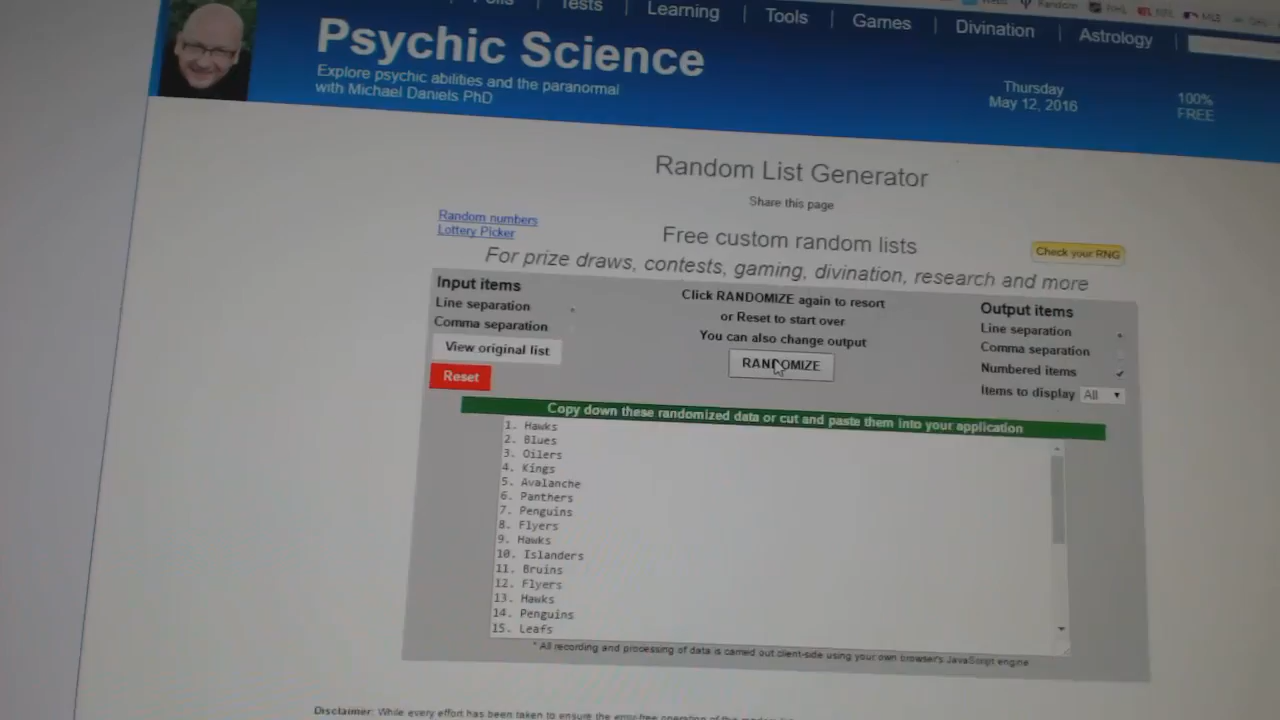 Tests | Learning | Tools | Games | Divination | Astrology |
Psychic Science
Explore psychic abilities and the paranormal
with Michael Daniels PhD
Thursday
May 12, 2016
100%
FREE
Random List Generator
Share this page
Random numbers
Lottery Picker
Free custom random lists
Check your RNG
For prize draws, contests, gaming, divination, research and more
Input items
Line separation
Comma separation
View original list
Reset
Click RANDOMIZE again to resort
or Reset to start over
You can also change output
RANDOMIZE
Output items
Line separation
Comma separation
Numbered items
Items to display All
Copy down these randomized data or cut and paste them into your application
1. Hawks
2. Blues
3. Oilers
4. Kings
5. Avalanche
6. Panthers
7. Penguins
8. Flyers
9. Hawks
10. Islanders
11. Bruins
12. Flyers
13. Hawks
14. Penguins
15. Leafs
* All recording and processing of data is carried out client-side using your own browser's JavaScript engine
Disclaimer: While every effort has been taken to ensure the error-free operation of the